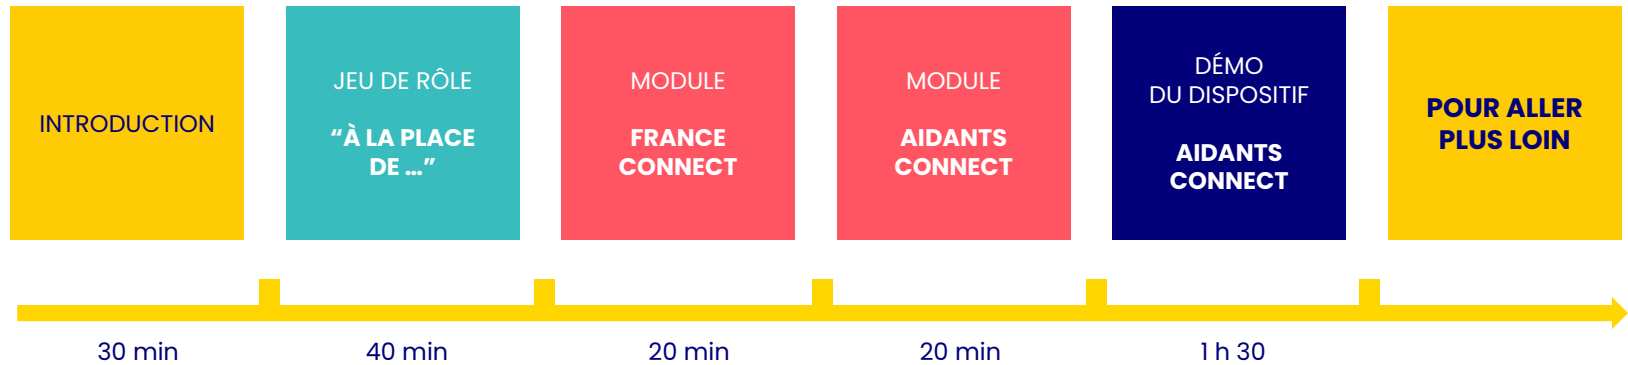 INTRODUCTION
JEU DE RÔLE
“À LA PLACE
DE ...”
MODULE
FRANCE
CONNECT
MODULE
AIDANTS
CONNECT
DÉMO
DU DISPOSITIF
AIDANTS
CONNECT
POUR ALLER
PLUS LOIN
30 min
40 min
20 min
20 min
1 h 30